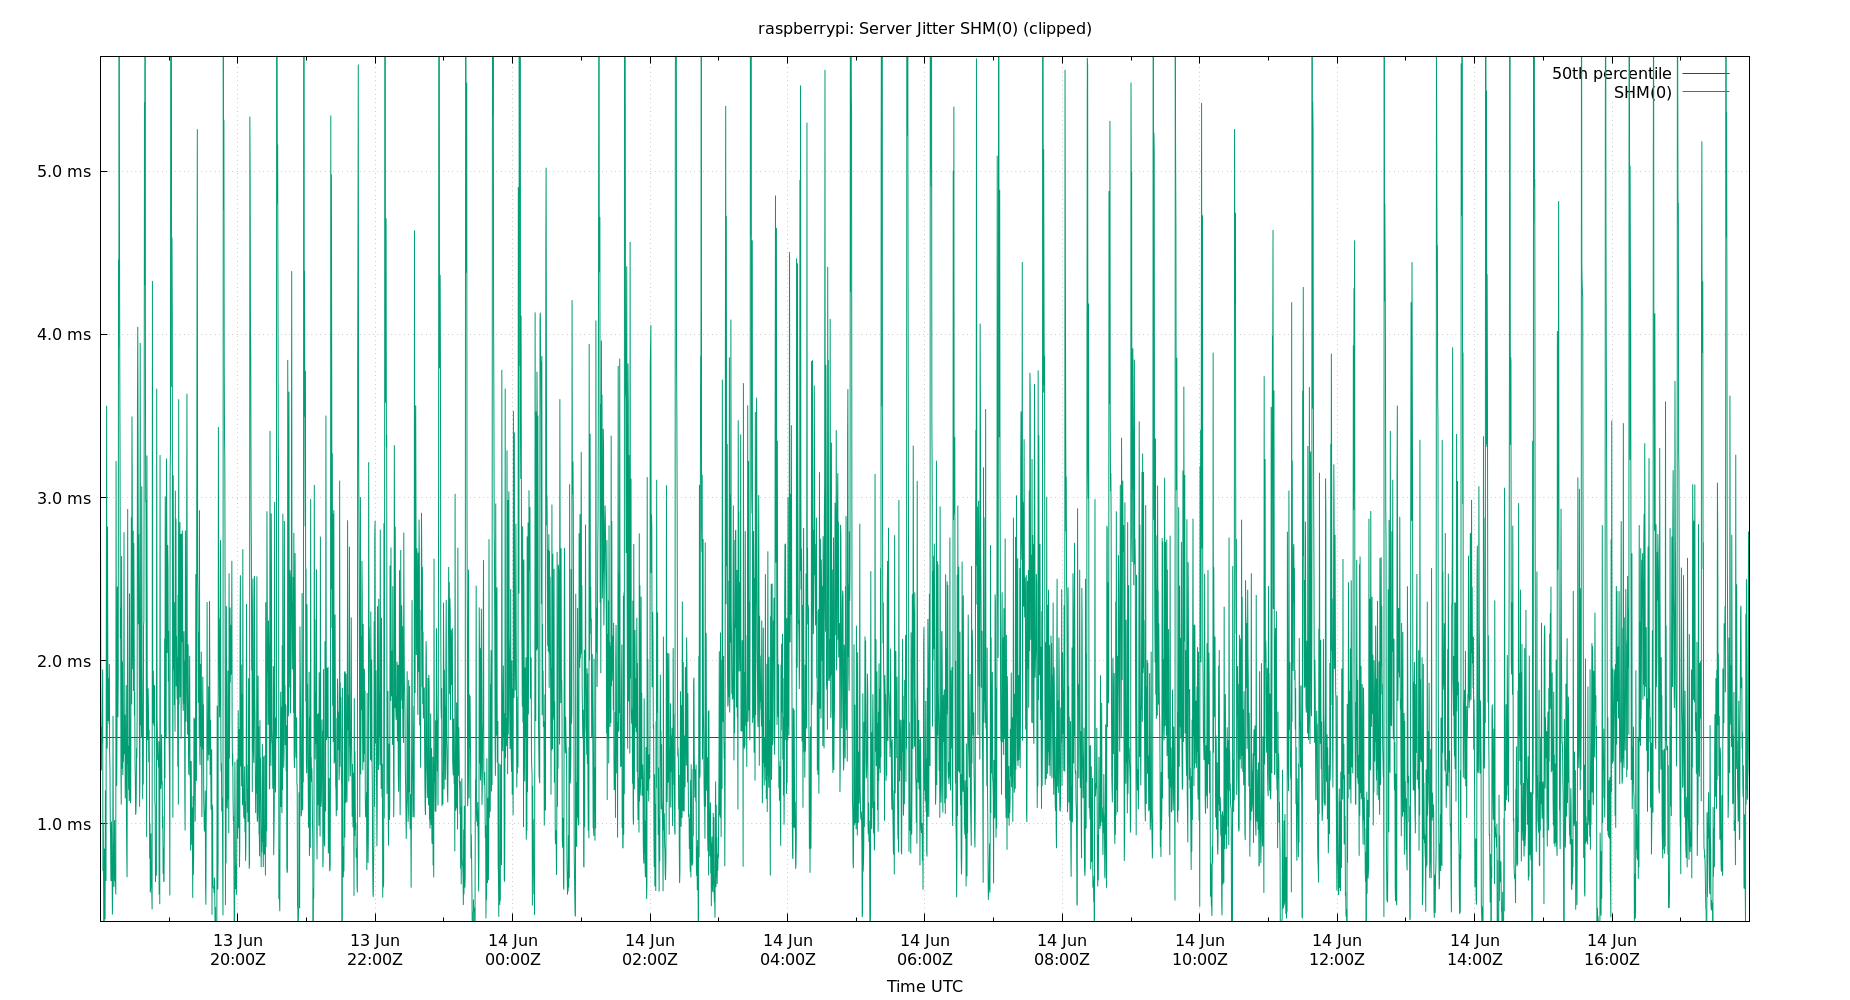 raspberrypi: Server Jitter SHM(0) (clipped)
50th percentile
SHM(0)
5.0 ms
4.0 ms
3.0 ms
2.0 ms
1.0 ms
13 Jun 13 Jun 14 Jun 14 Jun 14 Jun 14 Jun 14 Jun 14 Jun 14 Jun 14 Jun 14 Jun
20:00Z 22:00Z 00:00Z 02:00Z 04:00Z 06:00Z 08:00Z 10:00Z 12:00Z 14:00Z 16:00Z
Time UTC